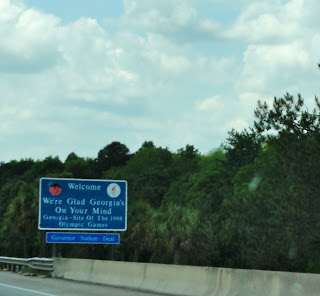 Welcome
We're Glad Georgia's
On Your Mind
Georgia-Site Of The 1996
Olympic Games
Governor Nathan Deal